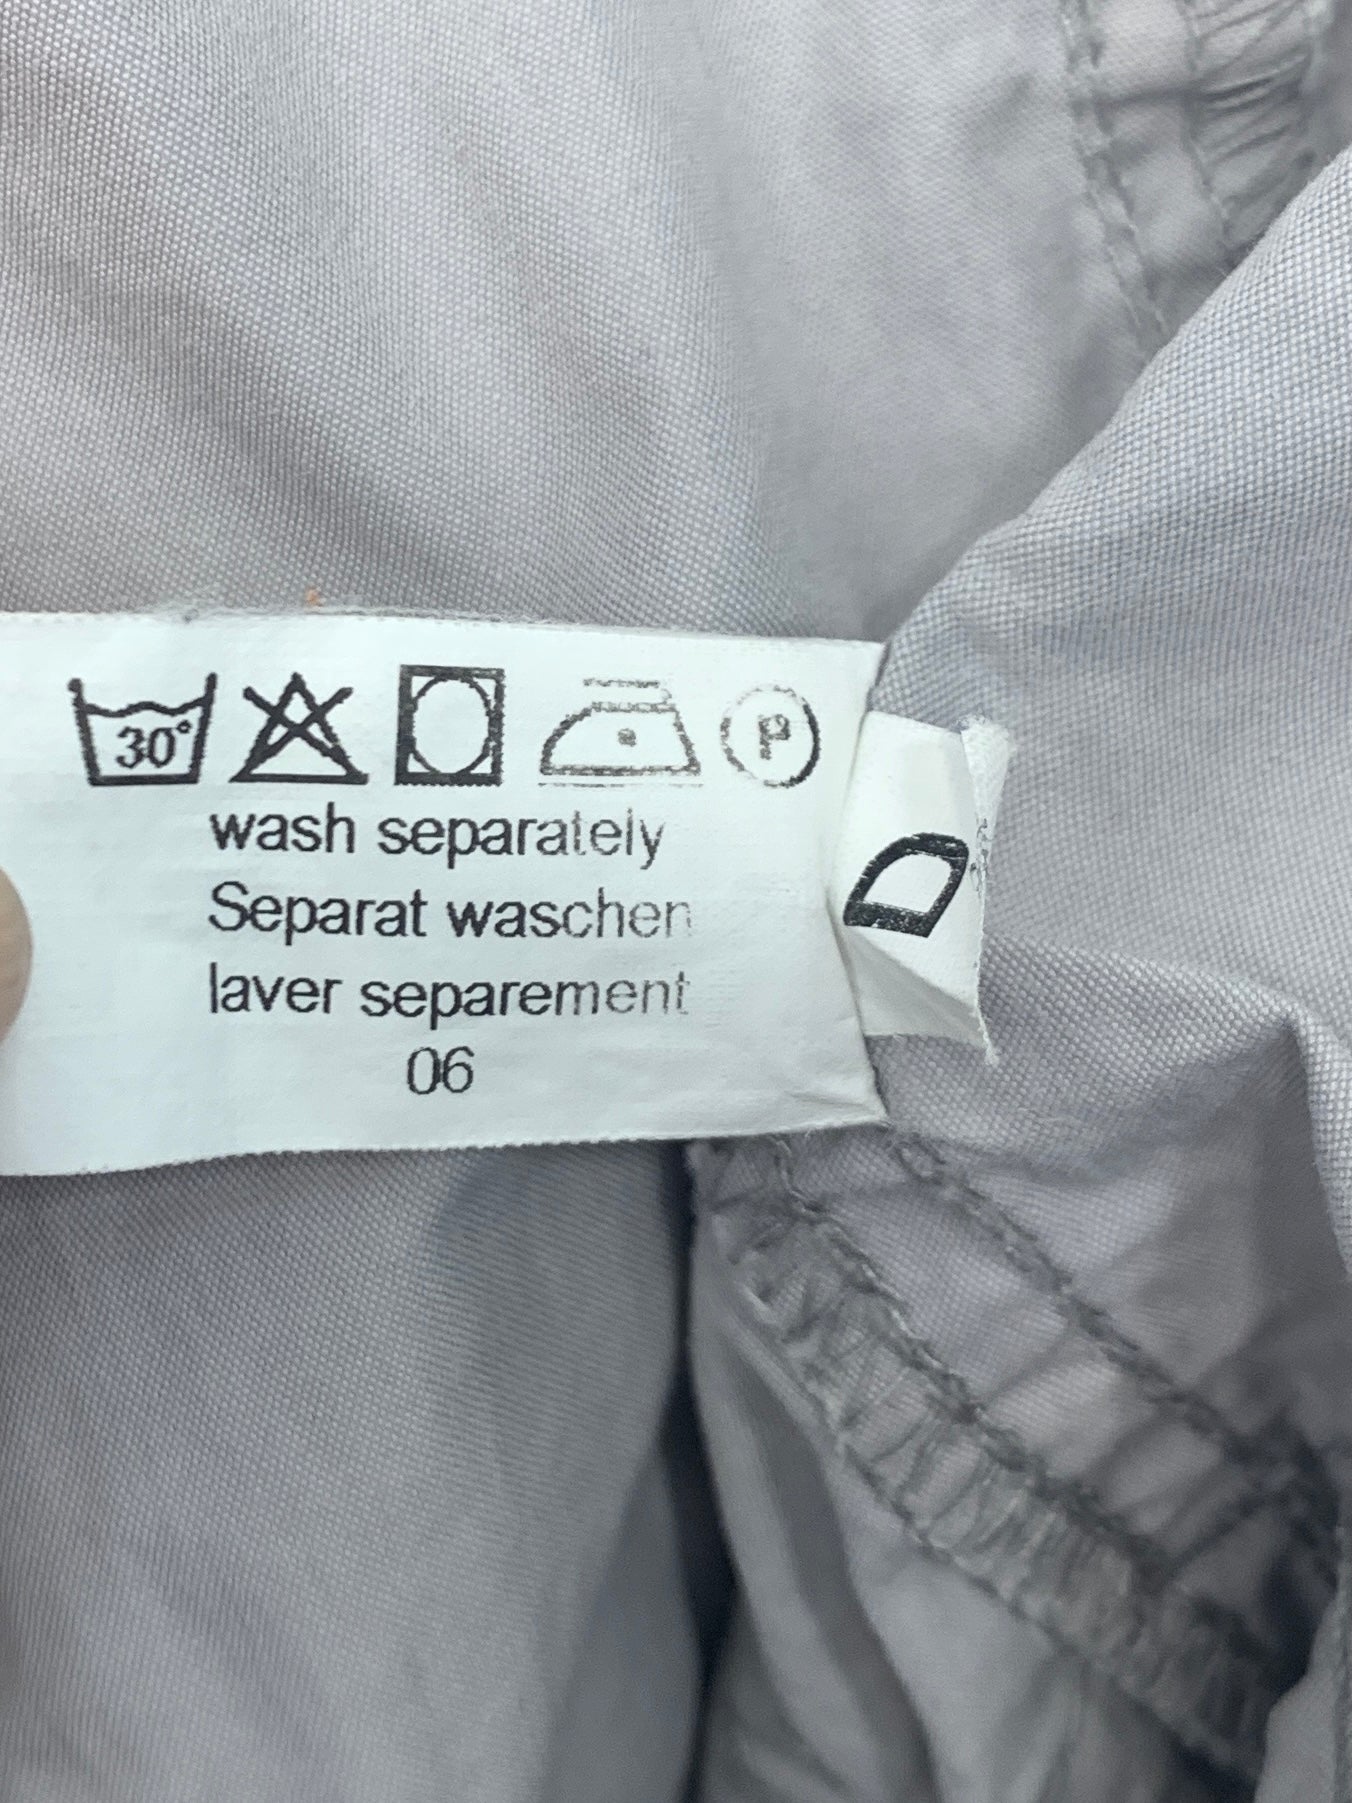 30°
P
wash separately
Separat waschen
laver separement
06